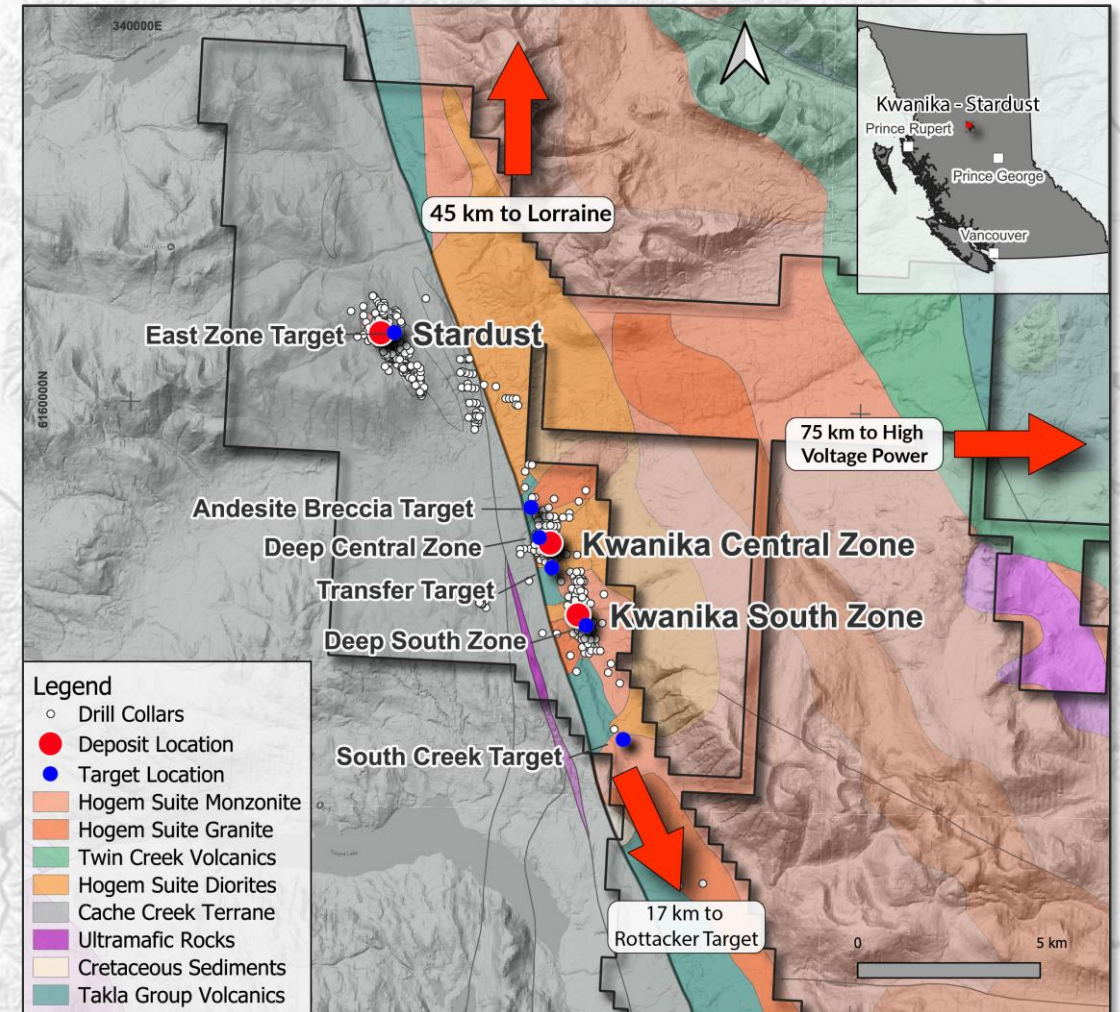 340000E
6160000N
Kwanika - Stardust
Prince Rupert
Prince George
Vancouver
45 km to Lorraine
East Zone Target
Stardust
75 km to High
Voltage Power
Andesite Breccia Target
Deep Central Zone
Kwanika Central Zone
Transfer Target
Kwanika South Zone
Deep South Zone
South Creek Target
17 km to
Rottacker Target
0
5 km
Legend
Drill Collars
Deposit Location
Target Location
Hogem Suite Monzonite
Hogem Suite Granite
Twin Creek Volcanics
Hogem Suite Diorites
Cache Creek Terrane
Ultramafic Rocks
Cretaceous Sediments
Takla Group Volcanics